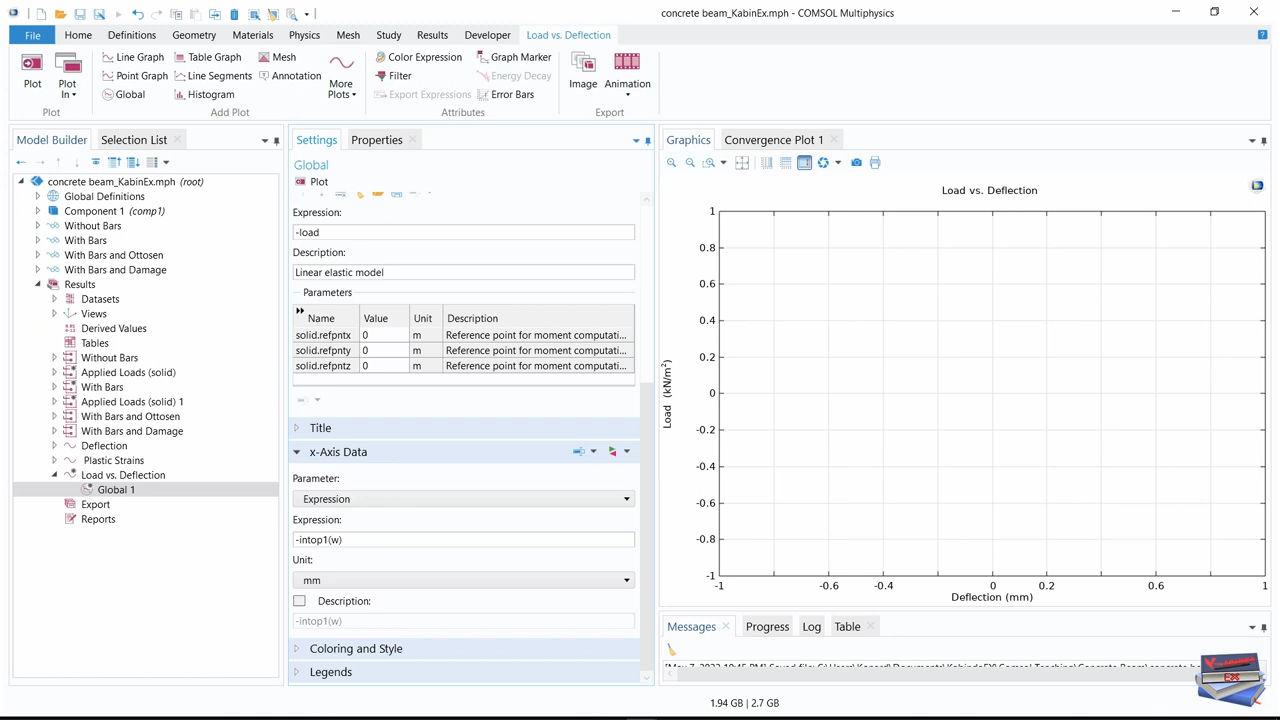 concrete beam_KabinEx.mph - COMSOL Multiphysics
File Home Definitions Geometry Materials Physics Mesh Study Results Developer Load vs. Deflection
Plot
Plot In
Plot
Line Graph
Table Graph
Mesh
Point Graph
Line Segments
Annotation
Global
Histogram
More Plots
Add Plot
Color Expression
Graph Marker
Filter
Energy Decay
Export Expressions
Error Bars
Attributes
Image
Animation
Export
Model Builder Selection List
concrete beam_KabinEx.mph (root)
Global Definitions
Component 1 (comp1)
Without Bars
With Bars
With Bars and Ottosen
With Bars and Damage
Results
Datasets
Views
Derived Values
Tables
Without Bars
Applied Loads (solid)
With Bars
Applied Loads (solid) 1
With Bars and Ottosen
With Bars and Damage
Deflection
Plastic Strains
Load vs. Deflection
Global 1
Export
Reports
Settings Properties
Global
Plot
Expression:
-load
Description:
Linear elastic model
Parameters
Name Value Unit Description
solid.refpntx 0 m Reference point for moment computati...
solid.refpnty 0 m Reference point for moment computati...
solid.refpntz 0 m Reference point for moment computati...
Title
x-Axis Data
Parameter:
Expression
Expression:
-intop1(w)
Unit:
mm
Description:
-intop1(w)
Coloring and Style
Legends
Graphics Convergence Plot 1
Load vs. Deflection
1
0.8
0.6
0.4
0.2
0
-0.2
-0.4
-0.6
-0.8
-1
Load (kN/m²)
-1 -0.6 -0.4 0 0.2 0.6 1
Deflection (mm)
Messages Progress Log Table
1.94 GB | 2.7 GB